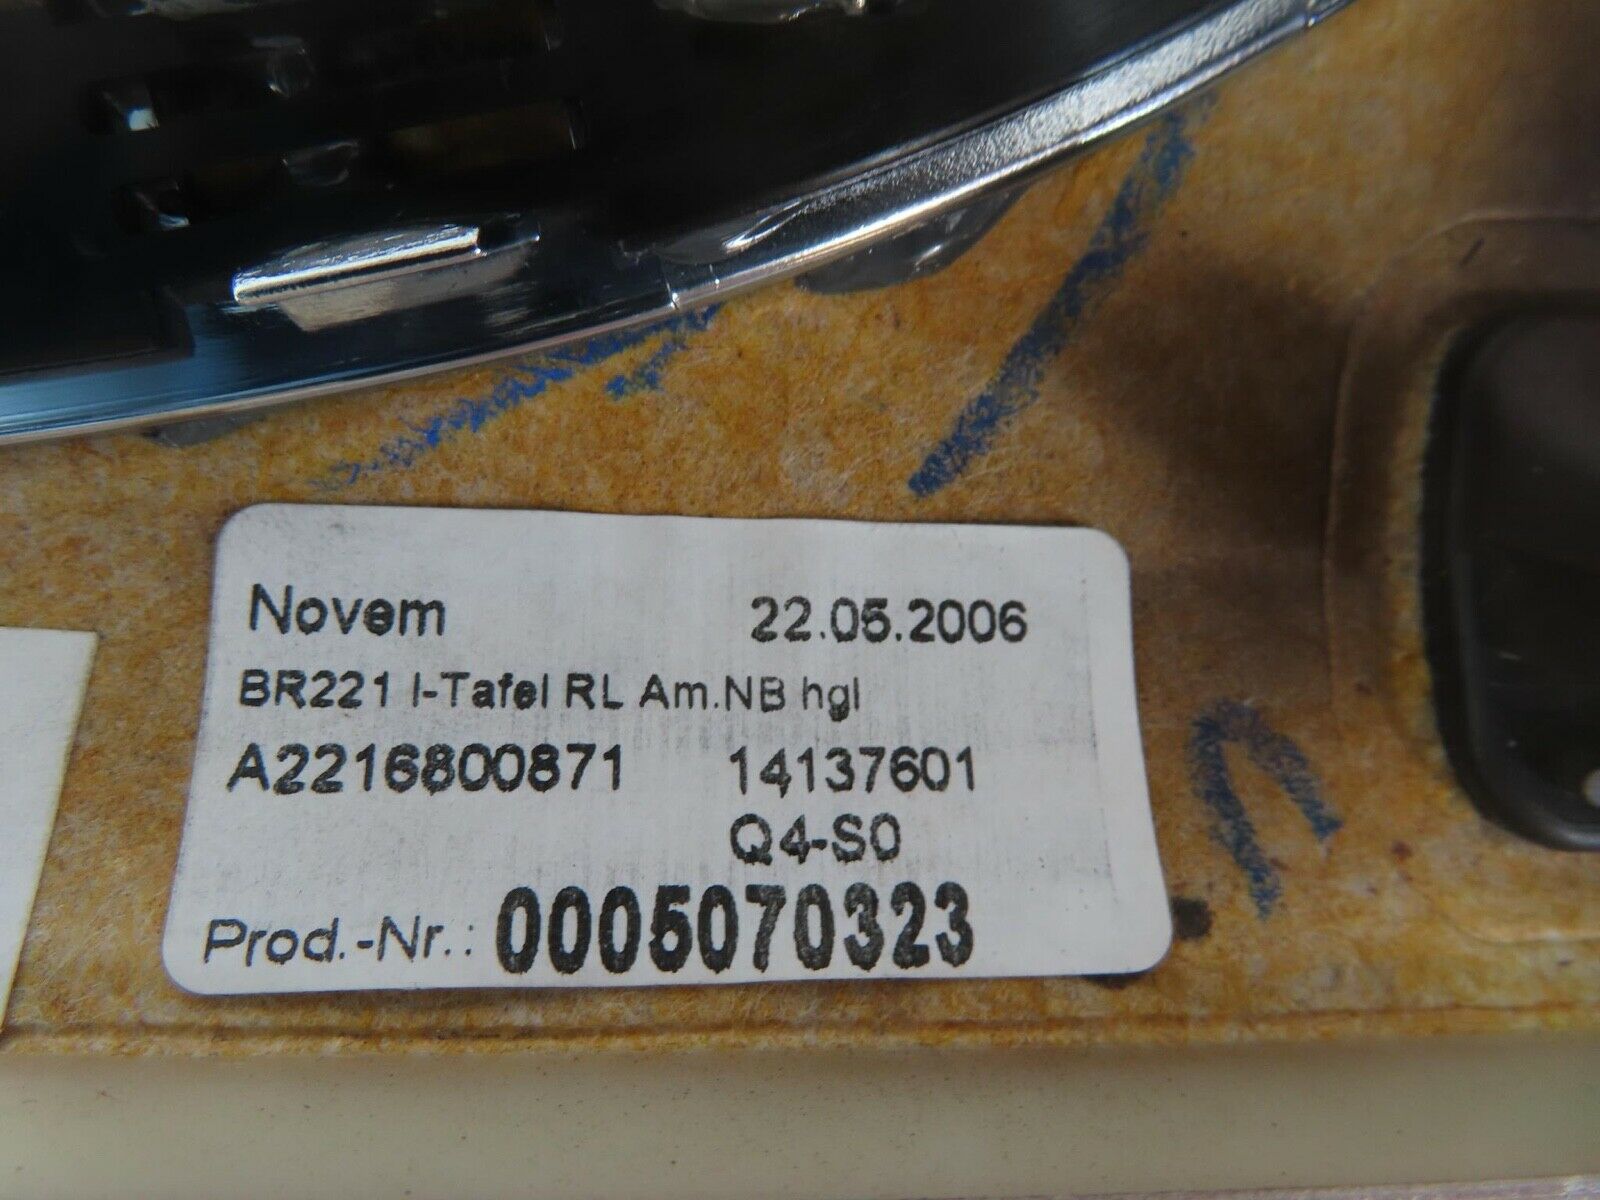 Novem 22.05.2006
BR221 I-Tafel RL Am.NB hgl
A2216800871 14137601
Q4-S0
Prod.-Nr.: 0005070323